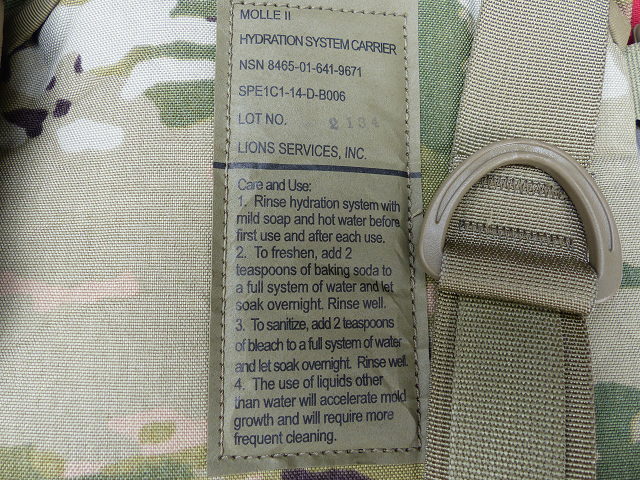 MOLLE II
HYDRATION SYSTEM CARRIER
NSN 8465-01-641-9671
SPE1C1-14-D-B006
LOT NO. 2134
LIONS SERVICES, INC.
Care and Use:
1. Rinse hydration system with
mild soap and hot water before
first use and after each use.
2. To freshen, add 2
teaspoons of baking soda to
a full system of water and let
soak overnight. Rinse well.
3. To sanitize, add 2 teaspoons
of bleach to a full system of water
and let soak overnight. Rinse well.
4. The use of liquids other
than water will accelerate mold
growth and will require more
frequent cleaning.